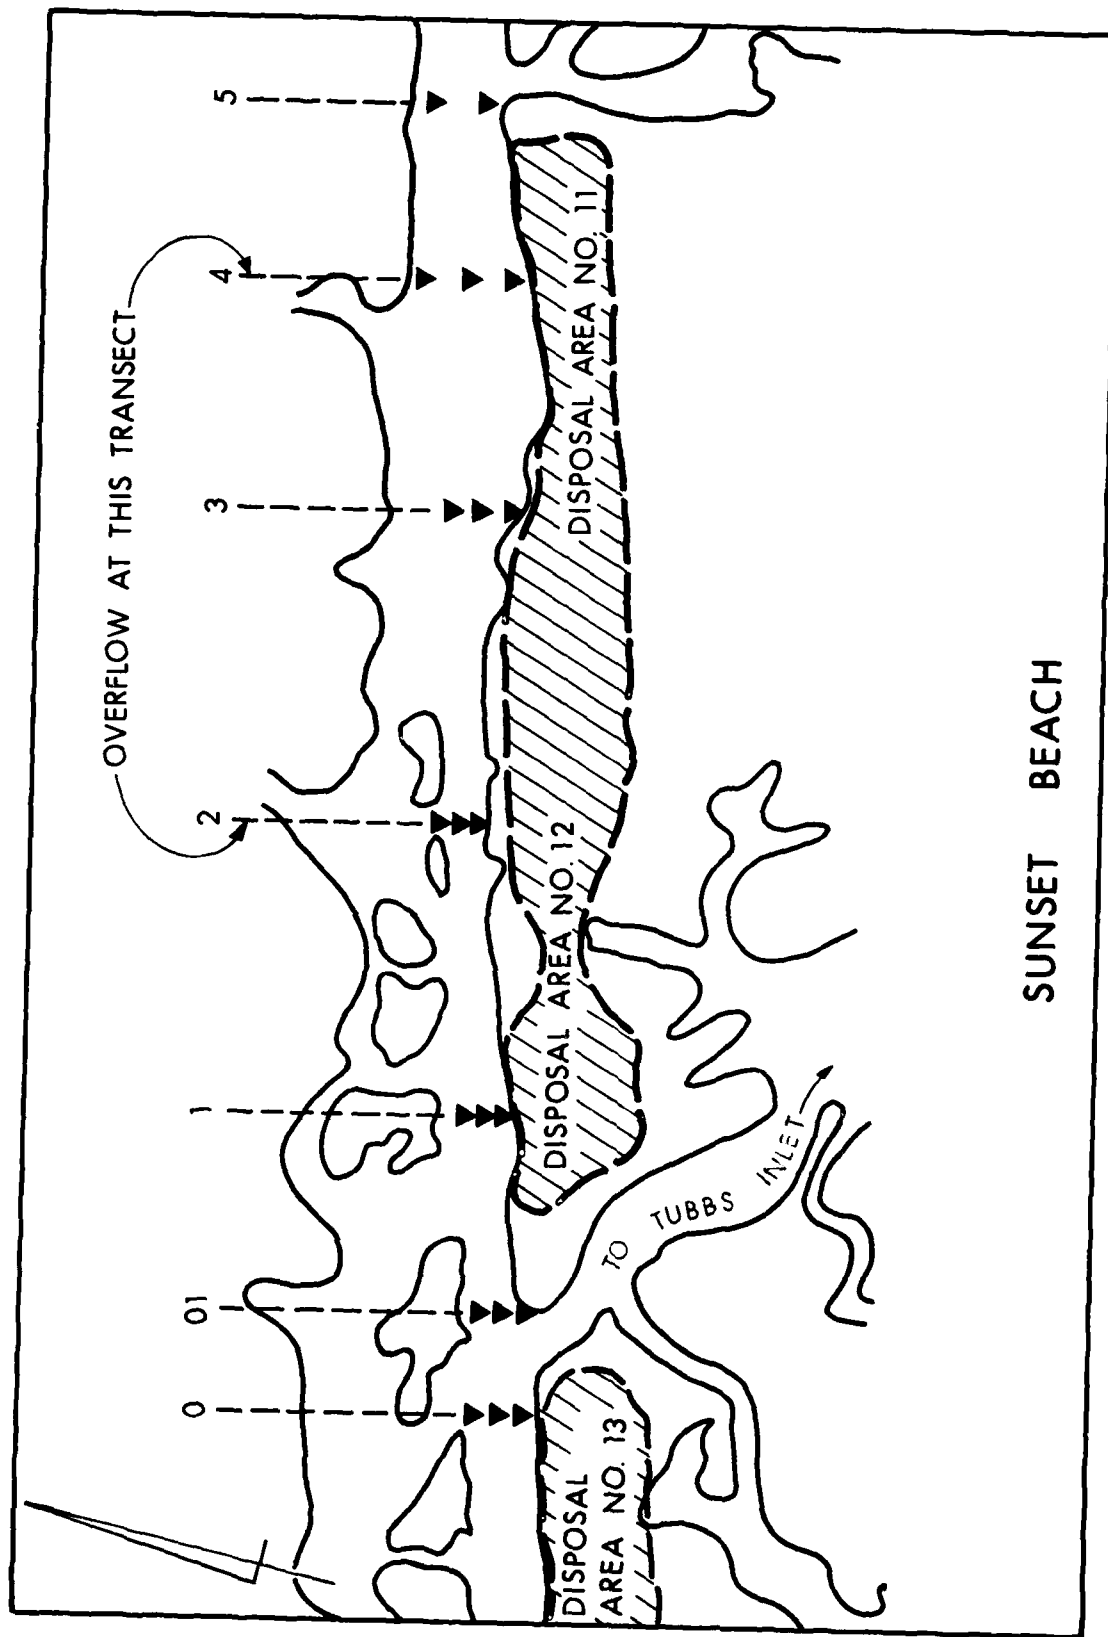 OVERFLOW AT THIS TRANSECT
0
01
1
2
3
4
5
DISPOSAL
AREA NO. 13
DISPOSAL AREA NO. 12
DISPOSAL AREA NO. 11
TO TUBBS INLET
SUNSET BEACH